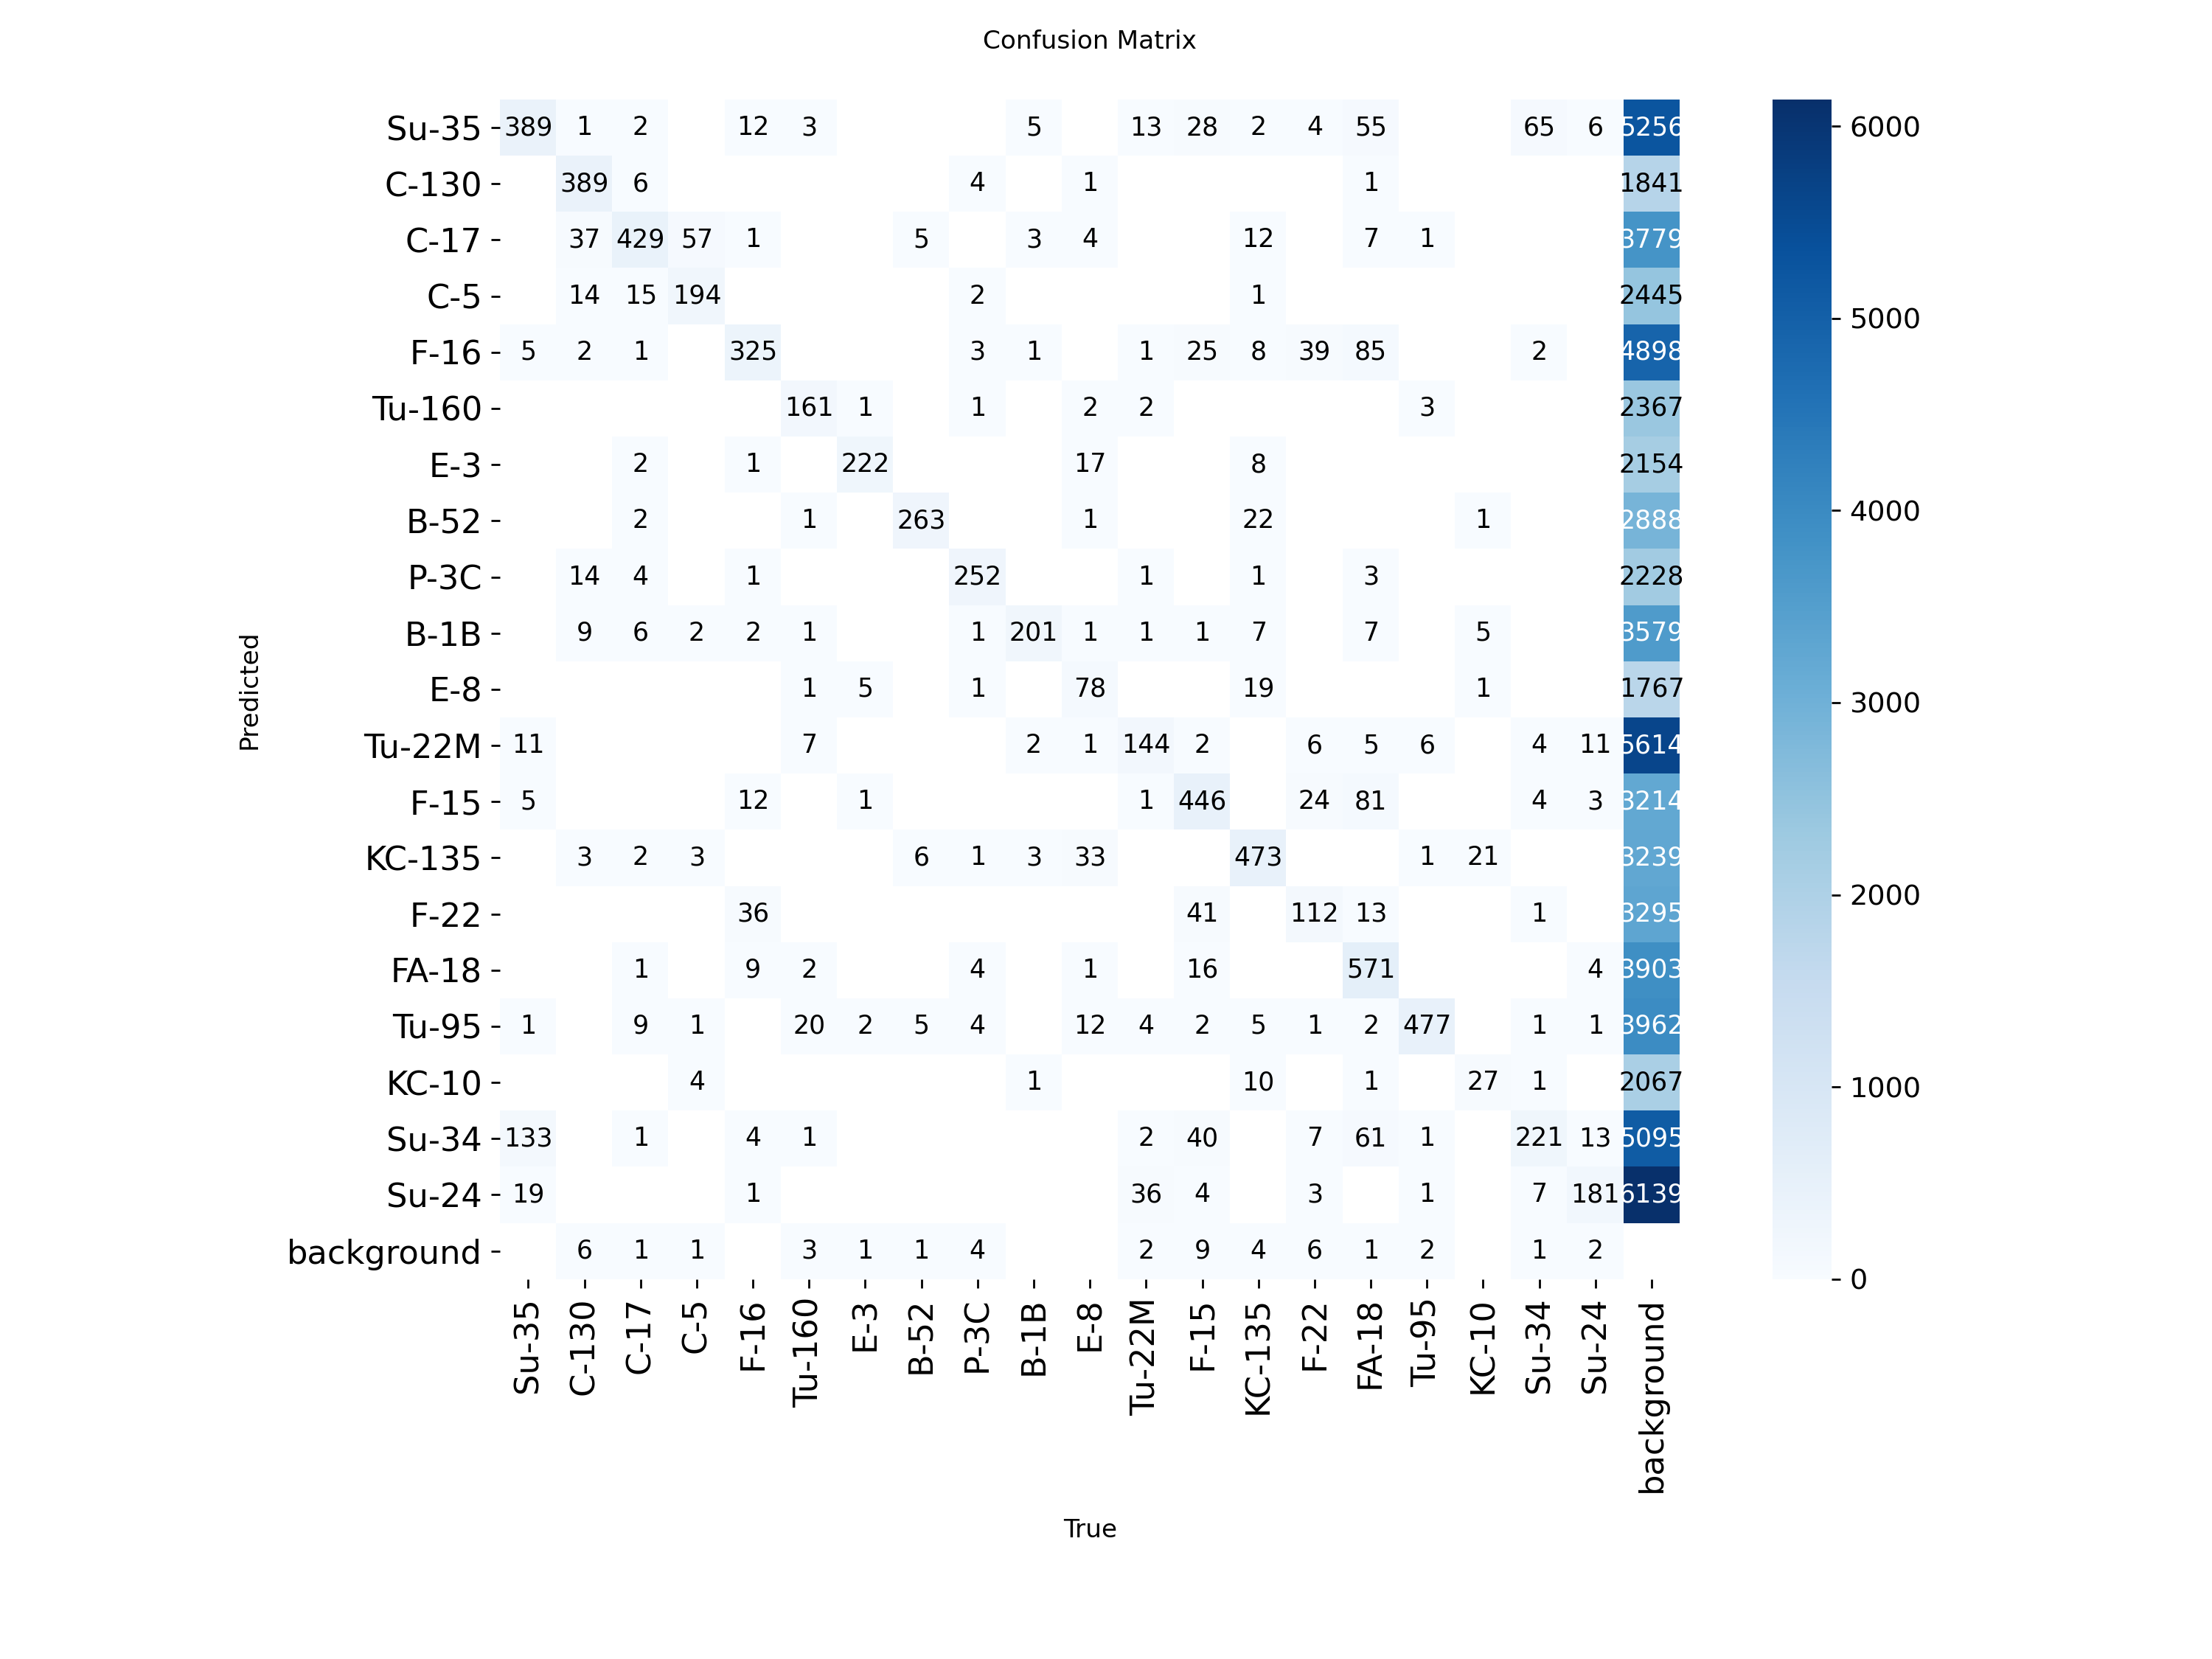 Confusion Matrix
Su-35 389 1 2 12 3 5 13 28 2 4 55 65 6 5256
C-130 389 6 4 1 1 1841
C-17 37 429 57 1 5 3 4 12 7 1 3779
C-5 14 15 194 2 1 2445
F-16 5 2 1 325 3 1 1 25 8 39 85 2 4898
Tu-160 161 1 1 2 2 3 2367
E-3 2 1 222 17 8 2154
B-52 2 1 263 1 22 1 2888
P-3C 14 4 1 252 1 1 3 2228
B-1B 9 6 2 2 1 1 201 1 1 1 7 7 5 3579
E-8 1 5 1 78 19 1 1767
Tu-22M 11 7 2 1 144 2 6 5 6 4 11 5614
F-15 5 12 1 1 446 24 81 4 3 3214
KC-135 3 2 3 6 1 3 33 473 1 21 3239
F-22 36 41 112 13 1 3295
FA-18 1 9 2 4 1 16 571 4 3903
Tu-95 1 9 1 20 2 5 4 12 4 2 5 1 2 477 1 1 3962
KC-10 4 1 10 1 27 1 2067
Su-34 133 1 4 1 2 40 7 61 1 221 13 5095
Su-24 19 1 36 4 3 1 7 181 6139
background 6 1 1 3 1 1 4 2 9 4 6 1 2 1 2
Su-35 C-130 C-17 C-5 F-16 Tu-160 E-3 B-52 P-3C B-1B E-8 Tu-22M F-15 KC-135 F-22 FA-18 Tu-95 KC-10 Su-34 Su-24 background
True
Predicted
6000
5000
4000
3000
2000
1000
0